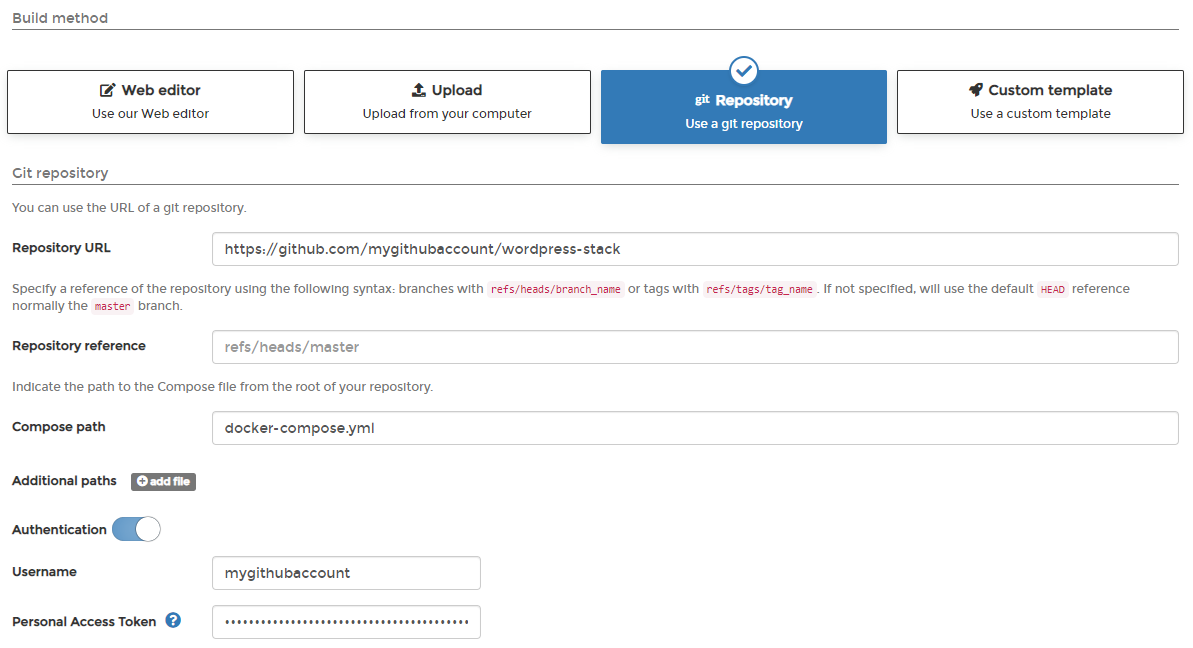 Build method
Web editor
Use our Web editor
Upload
Upload from your computer
git Repository
Use a git repository
Custom template
Use a custom template
Git repository
You can use the URL of a git repository.
Repository URL
https://github.com/mygithubaccount/wordpress-stack
Specify a reference of the repository using the following syntax: branches with refs/heads/branch_name or tags with refs/tags/tag_name. If not specified, will use the default HEAD reference
normally the master branch.
Repository reference
refs/heads/master
Indicate the path to the Compose file from the root of your repository.
Compose path
docker-compose.yml
Additional paths
add file
Authentication
Username
mygithubaccount
Personal Access Token ?